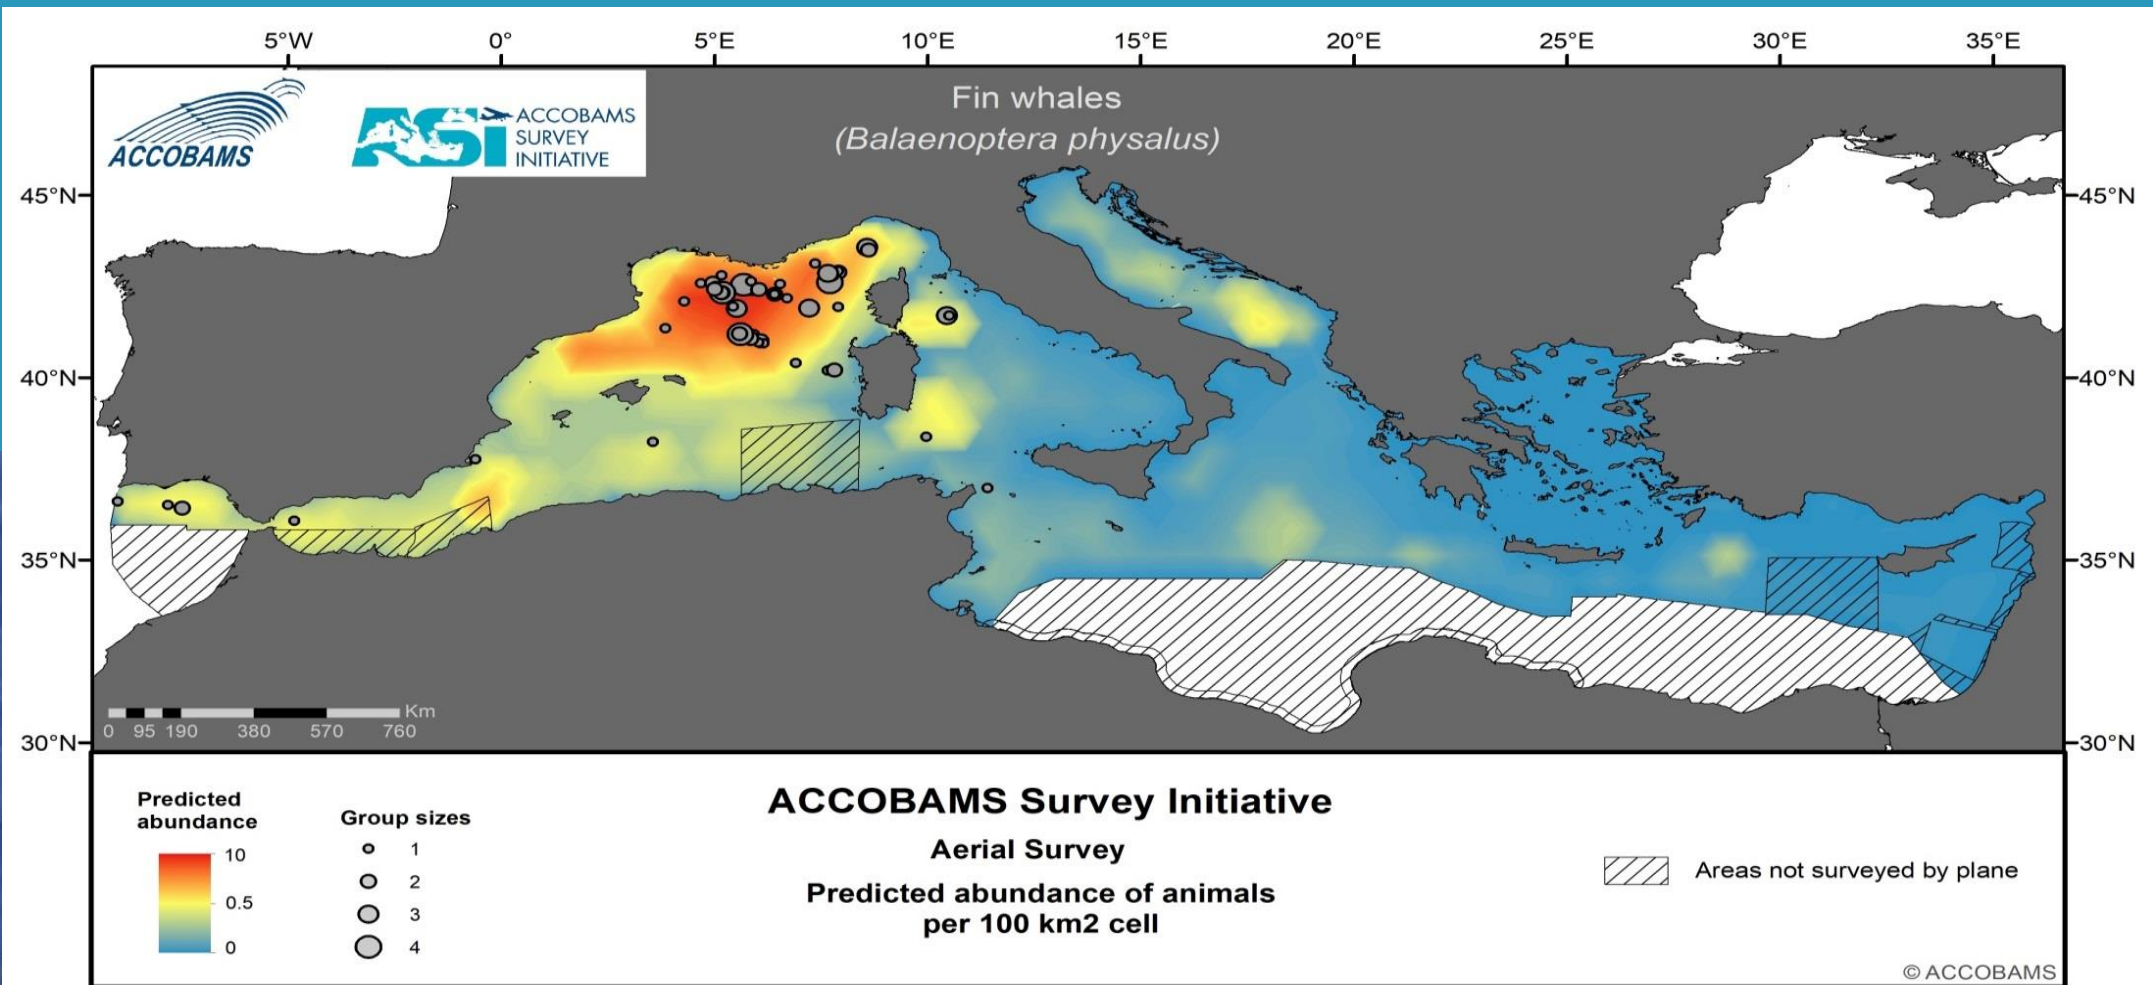 5°W 0° 5°E 10°E 15°E 20°E 25°E 30°E 35°E
ACCOBAMS
ASI
ACCOBAMS
SURVEY
INITIATIVE
Fin whales
(Balaenoptera physalus)
45°N 45°N
40°N 40°N
35°N 35°N
30°N 30°N
Km
0 95 190 380 570 760
Predicted
abundance
10
0.5
0
Group sizes
1
2
3
4
ACCOBAMS Survey Initiative
Aerial Survey
Predicted abundance of animals
per 100 km2 cell
Areas not surveyed by plane
© ACCOBAMS